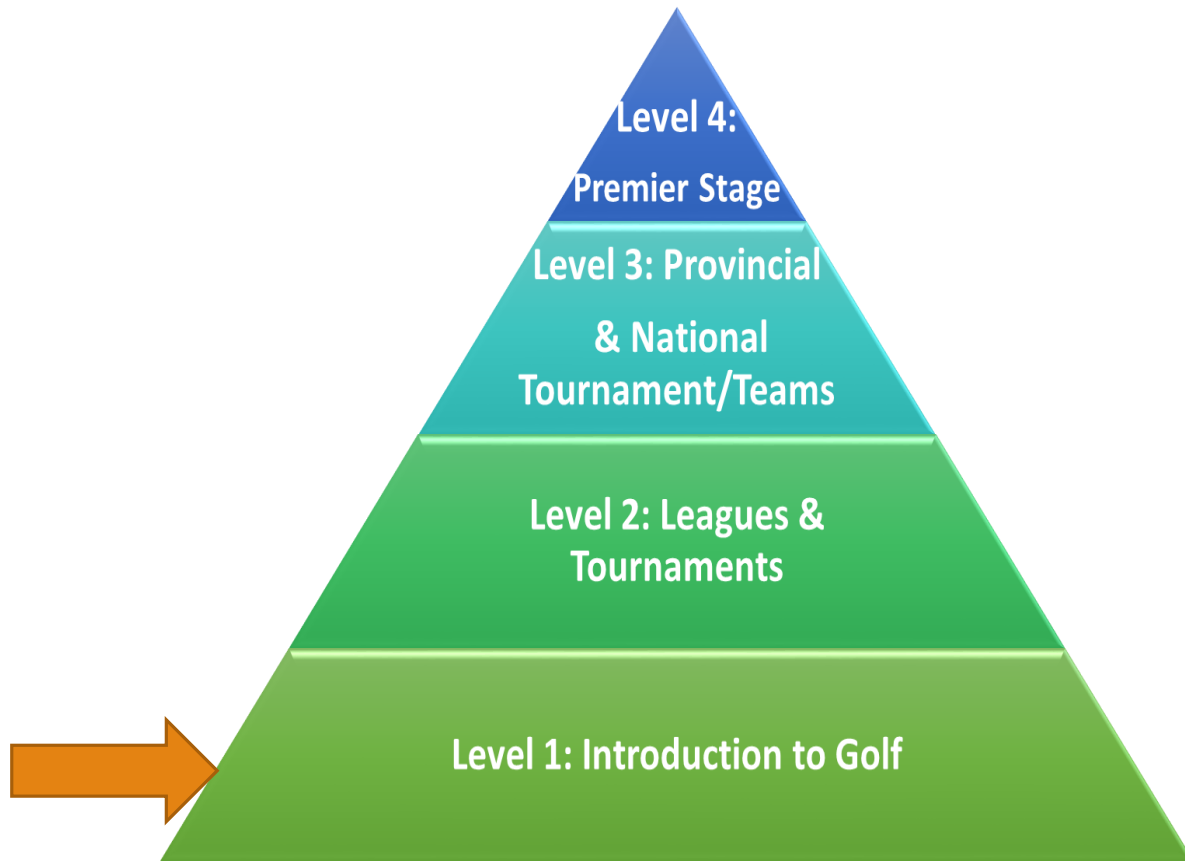 Level 4:
Premier Stage
Level 3: Provincial
& National
Tournament/Teams
Level 2: Leagues &
Tournaments
Level 1: Introduction to Golf